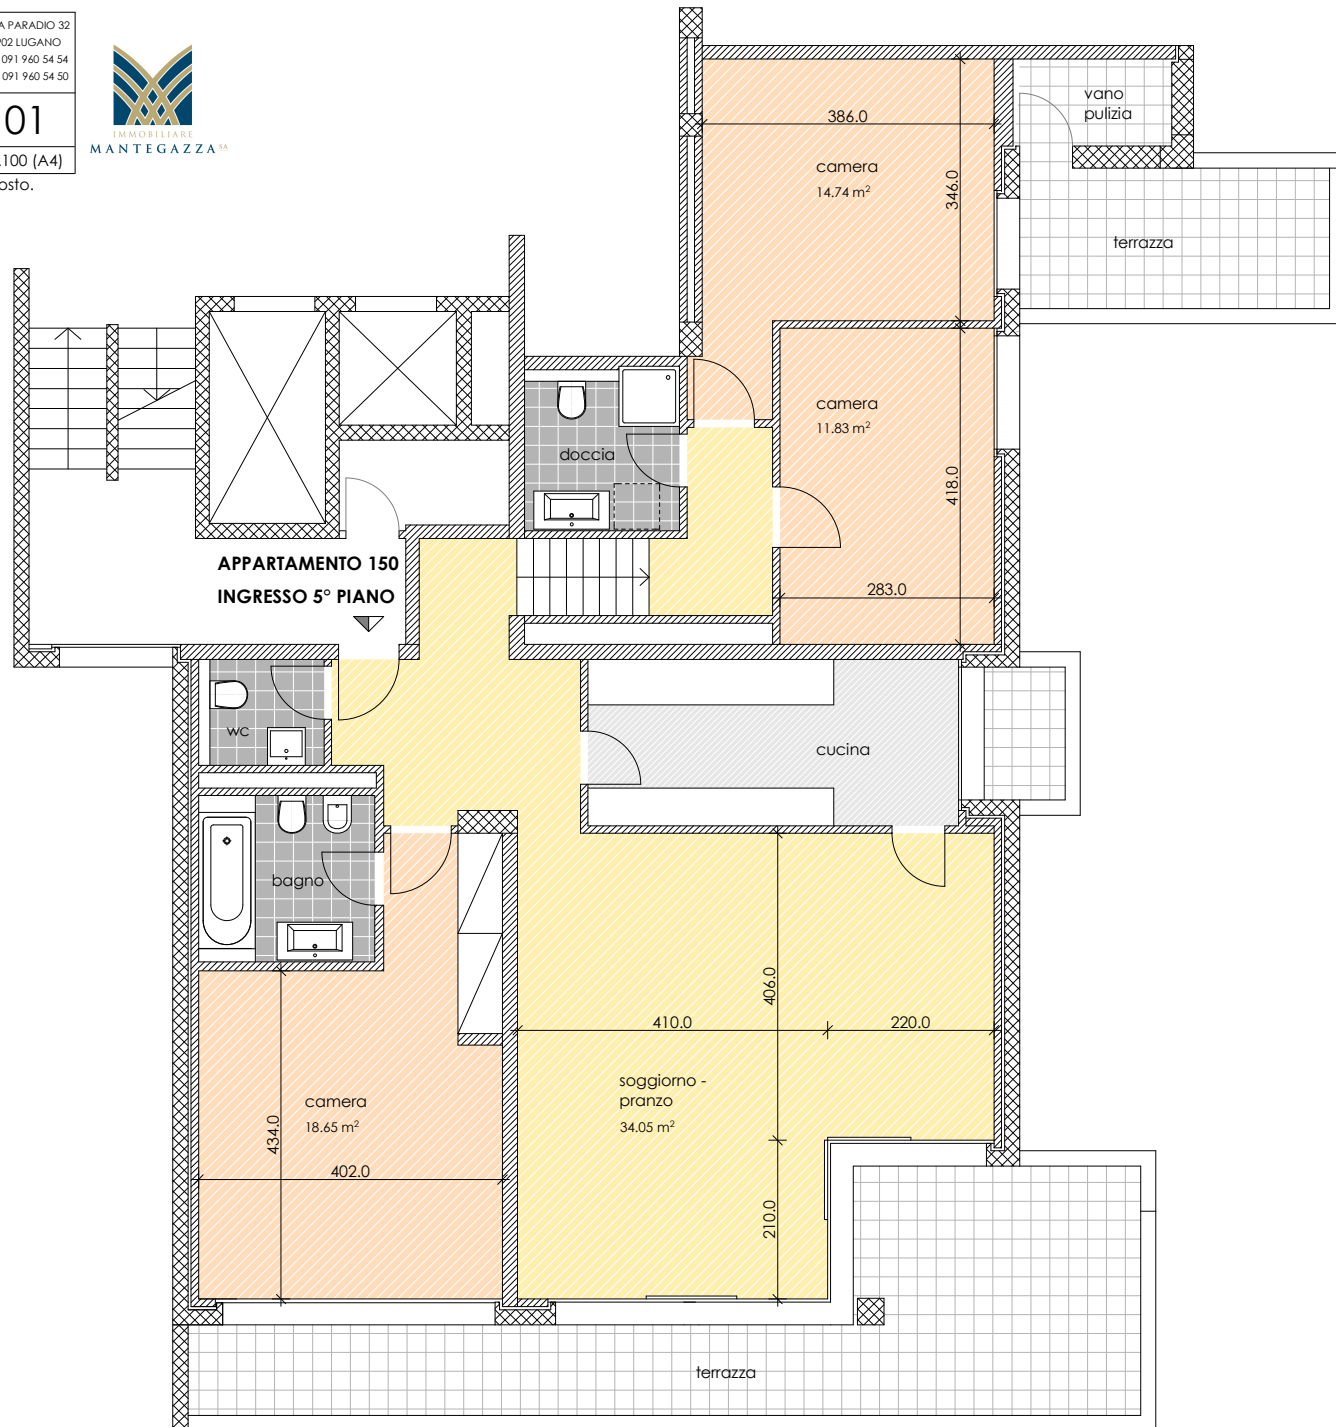 A PARADIO 32
02 LUGANO
091 960 54 54
091 960 54 50
01
100 (A4)
osto.
IMMOBILIARE
MANTEGAZZA SA
vano
pulizia
386.0
camera
14.74 m²
346.0
terrazza
camera
11.83 m²
doccia
418.0
APPARTAMENTO 150
INGRESSO 5° PIANO
283.0
wc
cucina
bagno
406.0
410.0
220.0
soggiorno -
pranzo
34.05 m²
camera
18.65 m²
434.0
402.0
210.0
terrazza